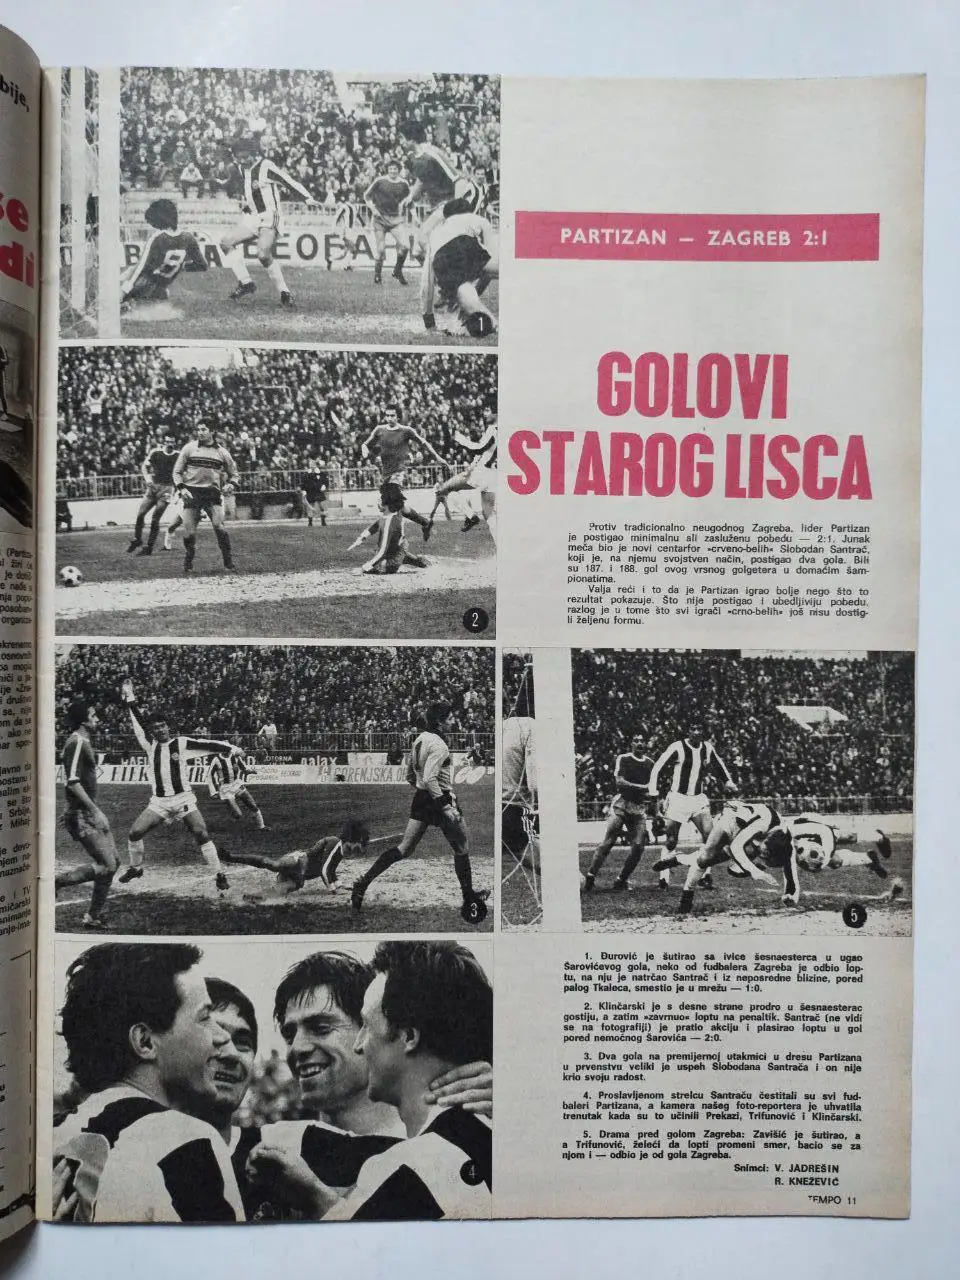 bije,
se
di
PARTIZAN — ZAGREB 2:1
GOLOVI
STAROG LISCA
Protiv tradicionalno neugodnog Zagreba, lider Partizan
je postigao minimalnu ali zasluženu pobedu — 2:1. Junak
meča bio je novi centarfor »crveno-belih« Slobodan Santrač,
koji je, na njemu svojstven način, postigao dva gola. Bili
su 187. i 188. gol ovog vrsnog golgetera u domaćim šam-
pionatima.
Valja reći i to da je Partizan igrao bolje nego što to
rezultat pokazuje. Što nije postigao i ubedljiviju pobedu,
razlog je u tome što svi igrači »crno-belih« još nisu dostig-
li željenu formu.
8
БЕОБАН
1
2
GORENJSKA
3
4
5
1. Đurović je šutirao sa ivice šesnaesterca u ugao
Šarovićevog gola, neko od fudbalera Zagreba je odbio lop-
tu, na nju je natrčao Santrač i iz neposredne blizine, pored
palog Tkaleca, smestio je u mrežu — 1:0.
2. Klinčarski je s desne strane prodro u šesnaesterac
gostiju, a zatim »zavrnuo« loptu na penaltik. Santrač (ne vidi
se na fotografiji) je pratio akciju i plasirao loptu u gol
pored nemoćnog Šarovića — 2:0.
3. Dva gola na premijernoj utakmici u dresu Partizana
u prvenstvu veliki je uspeh Slobodana Santrača i on nije
krio svoju radost.
4. Proslavljenom strelcu Santraču čestitali su svi fud-
baleri Partizana, a kamera našeg foto-reportera je uhvatila
trenutak kada su to učinili Prekazi, Trifunović i Klinčarski.
5. Drama pred golom Zagreba: Zavišić je šutirao, a
a Trifunović, želeći da lopti promeni smer, bacio se za
njom i — odbio je od gola Zagreba.
Snimci: V. JADREŠIN
R. KNEŽEVIĆ
TEMPO 11